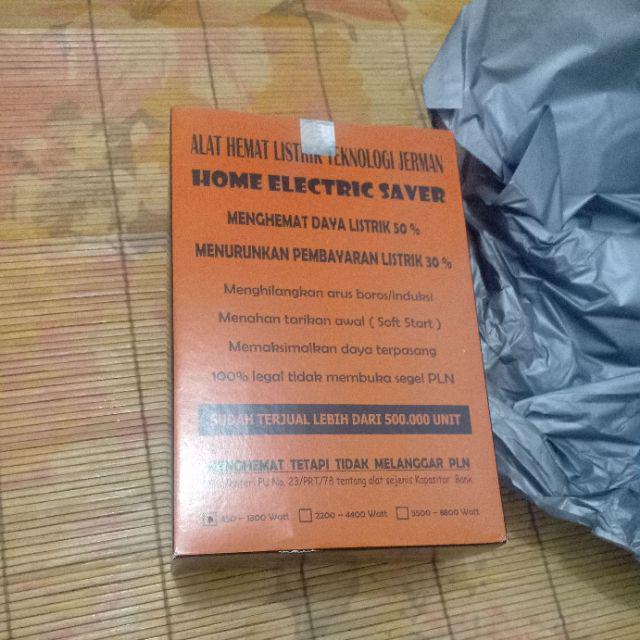 ALAT HEMAT LISTRIK TEKNOLOGI JERMAN
HOME ELECTRIC SAVER
MENGHEMAT DAYA LISTRIK 50 %
MENURUNKAN PEMBAYARAN LISTRIK 30 %
Menghilangkan arus boros/induksi
Menahan tarikan awal ( Soft Start )
Memaksimalkan daya terpasang
100% legal tidak membuka segel PLN
SUDAH TERJUAL LEBIH DARI 500.000 UNIT
MENGHEMAT TETAPI TIDAK MELANGGAR PLN
PU No. 23/PRT/78 tentang alat sejenis Kapasitor Bank
450 - 1300 Watt 2200 - 4400 Watt 5500 - 8800 Watt